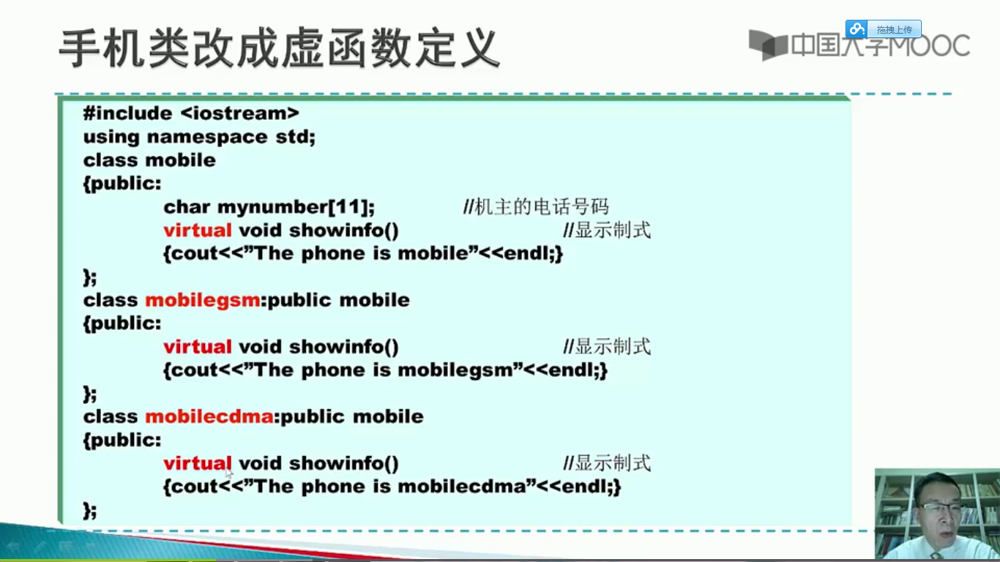 手机类改成虚函数定义
拖拽上传
中国大学MOOC
#include <iostream>
using namespace std;
class mobile
{public:
char mynumber[11]; //机主的电话号码
virtual void showinfo() //显示制式
{cout<<”The phone is mobile”<<endl;}
};
class mobilegsm:public mobile
{public:
virtual void showinfo() //显示制式
{cout<<”The phone is mobilegsm”<<endl;}
};
class mobilecdma:public mobile
{public:
virtual void showinfo() //显示制式
{cout<<”The phone is mobilecdma”<<endl;}
};